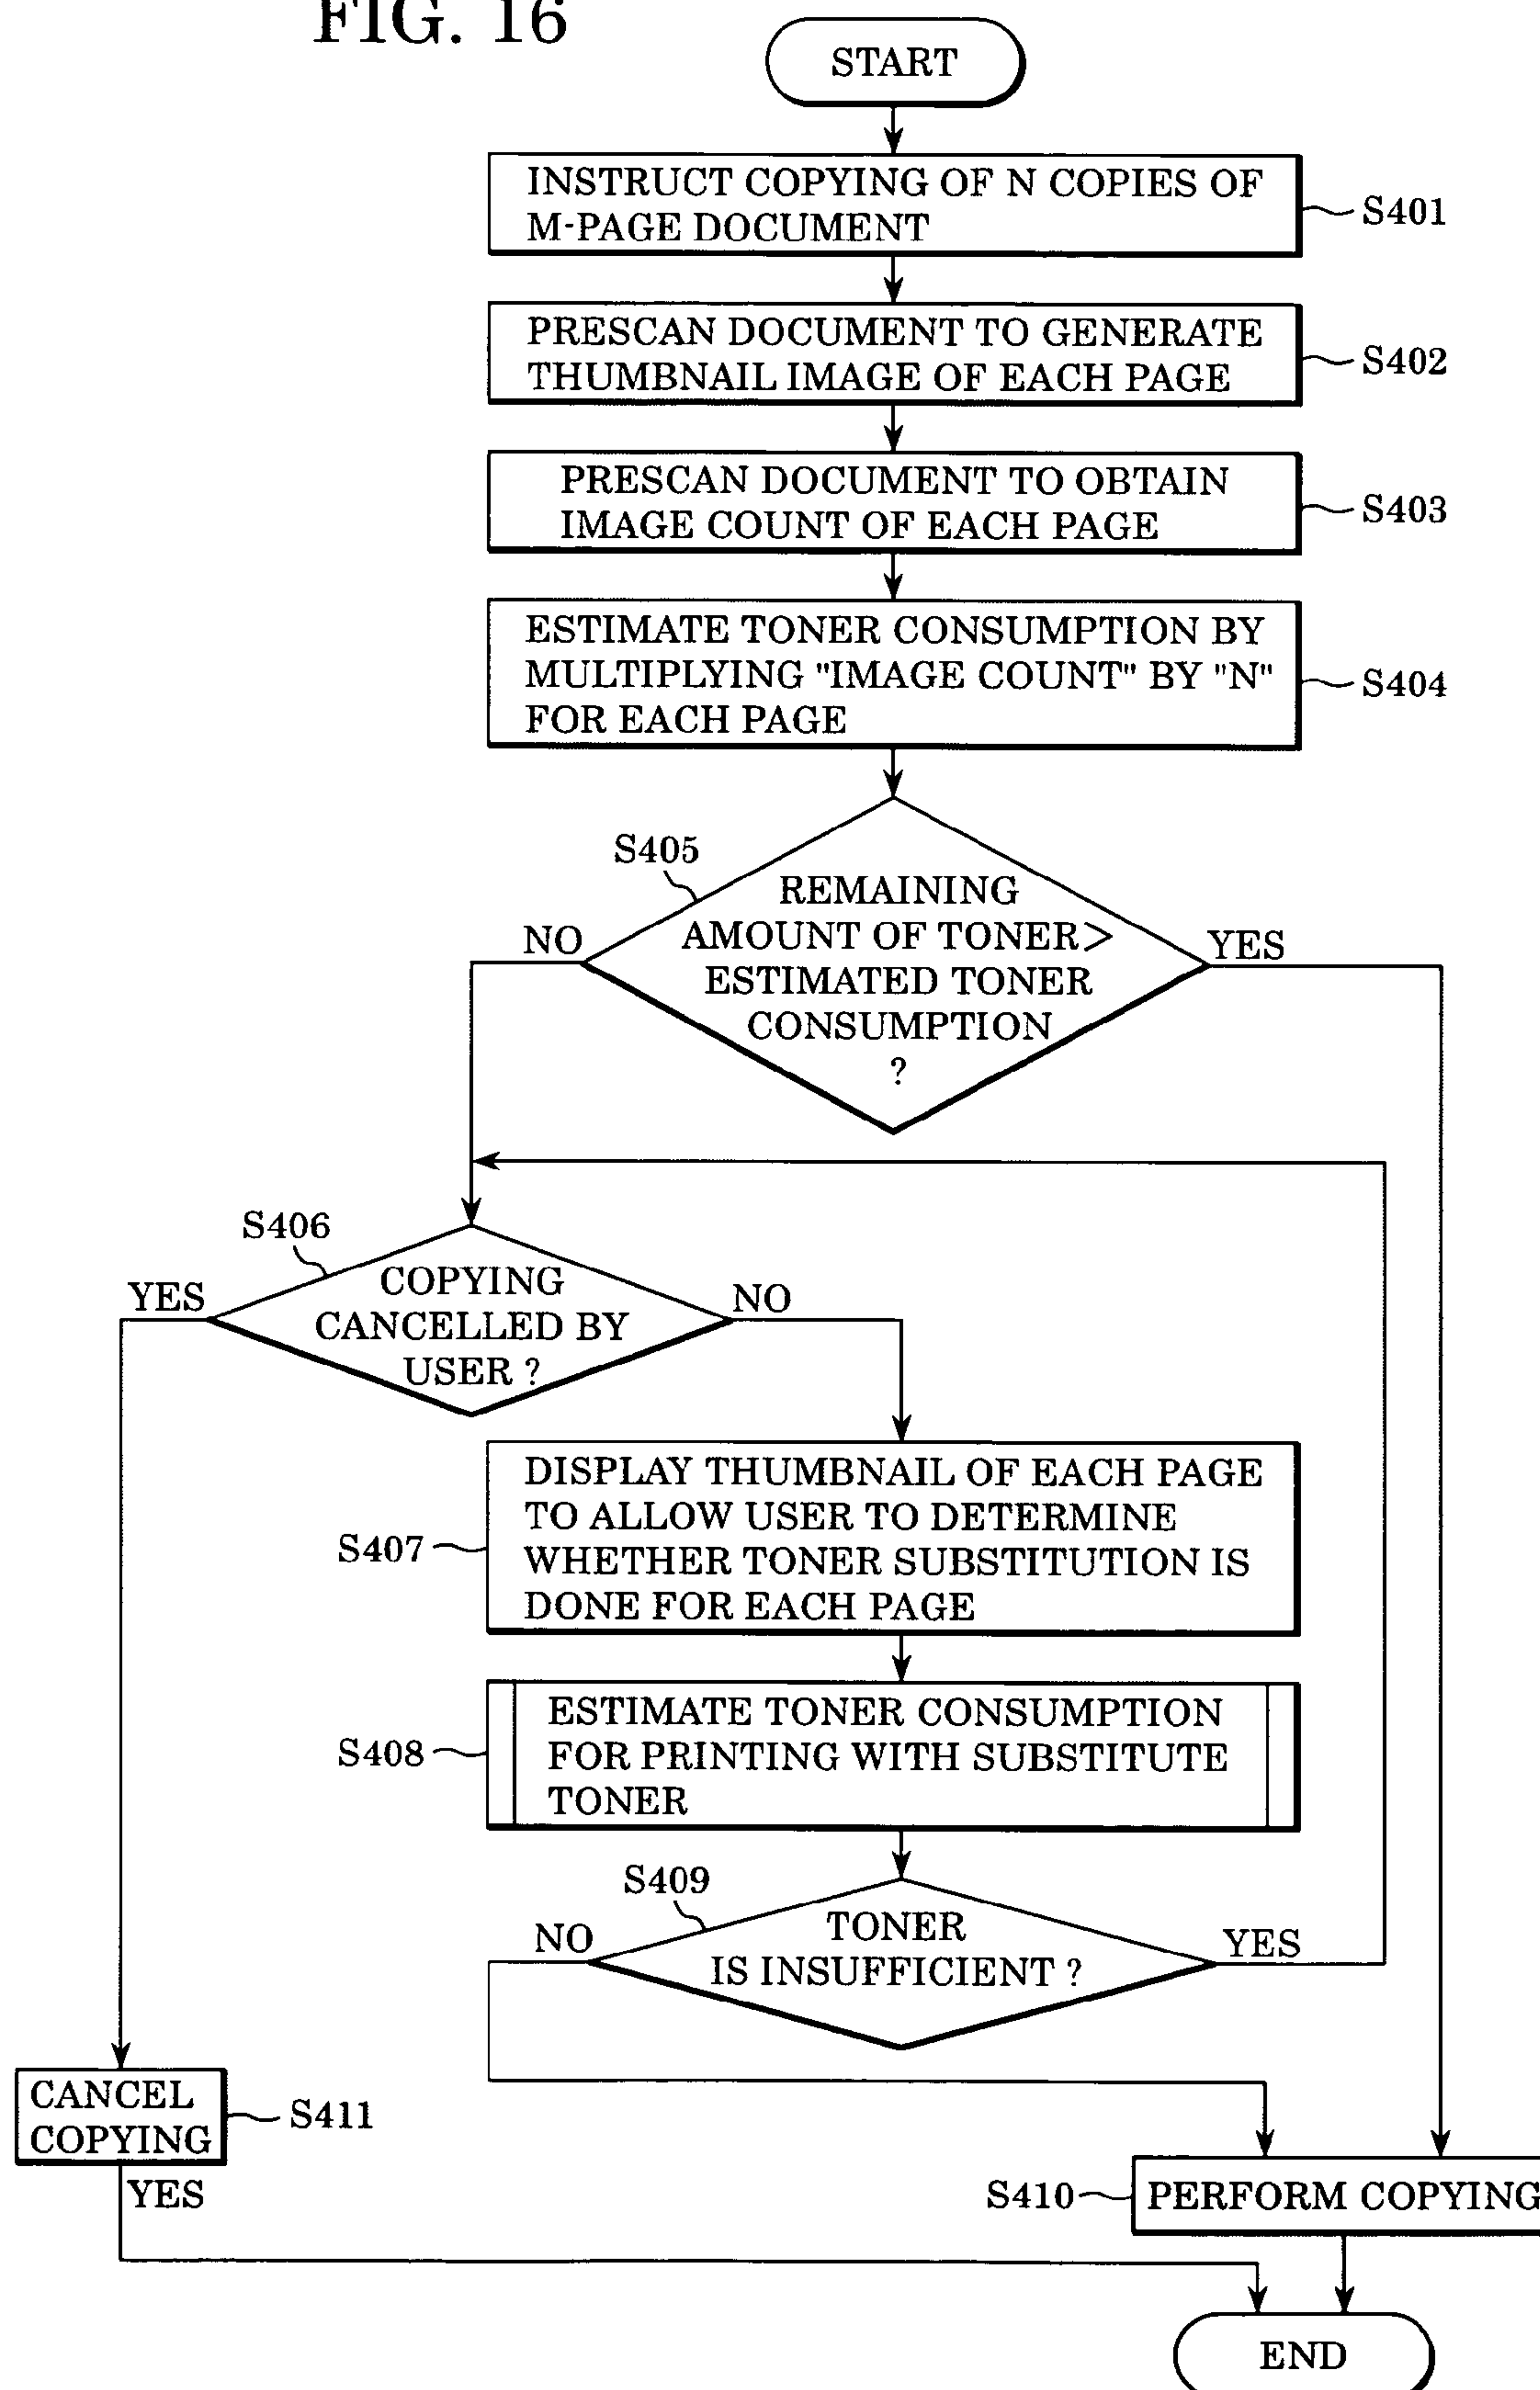 FIG. 16
START
INSTRUCT COPYING OF N COPIES OF
M-PAGE DOCUMENT
S401
PRESCAN DOCUMENT TO GENERATE
THUMBNAIL IMAGE OF EACH PAGE
S402
PRESCAN DOCUMENT TO OBTAIN
IMAGE COUNT OF EACH PAGE
S403
ESTIMATE TONER CONSUMPTION BY
MULTIPLYING "IMAGE COUNT" BY "N"
FOR EACH PAGE
S404
S405
REMAINING
AMOUNT OF TONER>
ESTIMATED TONER
CONSUMPTION
?
NO
YES
S406
COPYING
CANCELLED BY
USER ?
YES
NO
DISPLAY THUMBNAIL OF EACH PAGE
TO ALLOW USER TO DETERMINE
WHETHER TONER SUBSTITUTION IS
DONE FOR EACH PAGE
S407
ESTIMATE TONER CONSUMPTION
FOR PRINTING WITH SUBSTITUTE
TONER
S408
S409
TONER
IS INSUFFICIENT ?
NO
YES
CANCEL
COPYING
S411
YES
S410
PERFORM COPYING
END